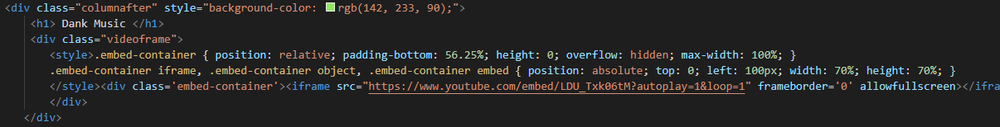 <div class="columnafter" style="background-color: rgb(142, 233, 90);">
<h1> Dank Music </h1>
<div class="videoframe">
<style>.embed-container { position: relative; padding-bottom: 56.25%; height: 0; overflow: hidden; max-width: 100%; }
.embed-container iframe, .embed-container object, .embed-container embed { position: absolute; top: 0; left: 100px; width: 70%; height: 70%; }
</style><div class='embed-container'><iframe src="https://www.youtube.com/embed/LDU_Txk06tM?autoplay=1&loop=1" frameborder='0' allowfullscreen></ifra
</div>
</div>